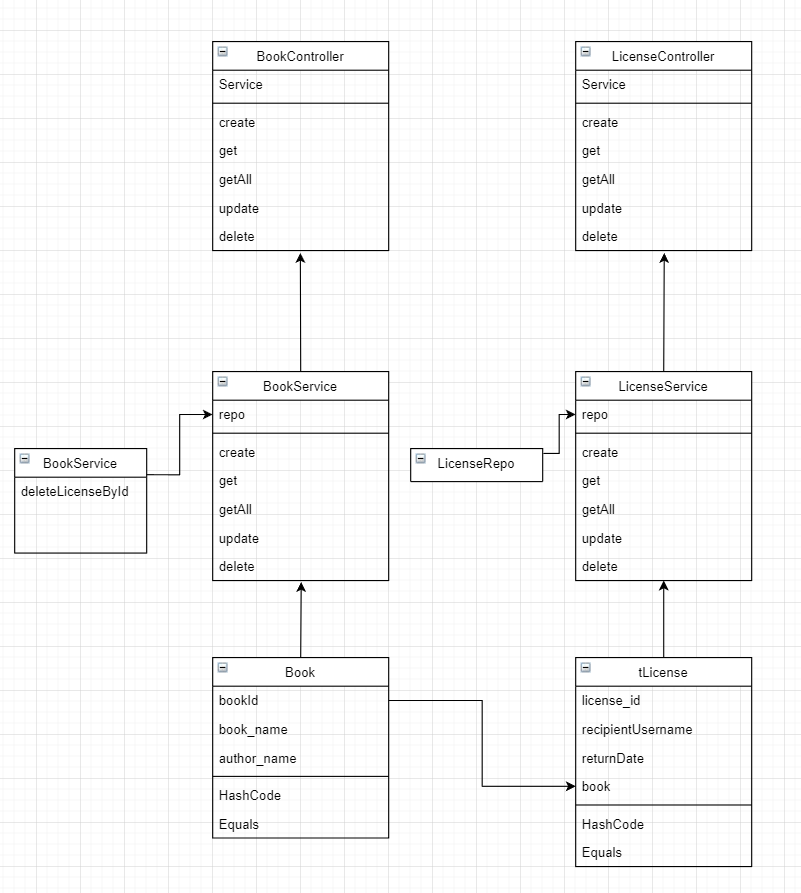 BookController
Service
create
get
getAll
update
delete
LicenseController
Service
create
get
getAll
update
delete
BookService
deleteLicenseById
BookService
repo
create
get
getAll
update
delete
LicenseRepo
LicenseService
repo
create
get
getAll
update
delete
Book
bookId
book_name
author_name
HashCode
Equals
tLicense
license_id
recipientUsername
returnDate
book
HashCode
Equals